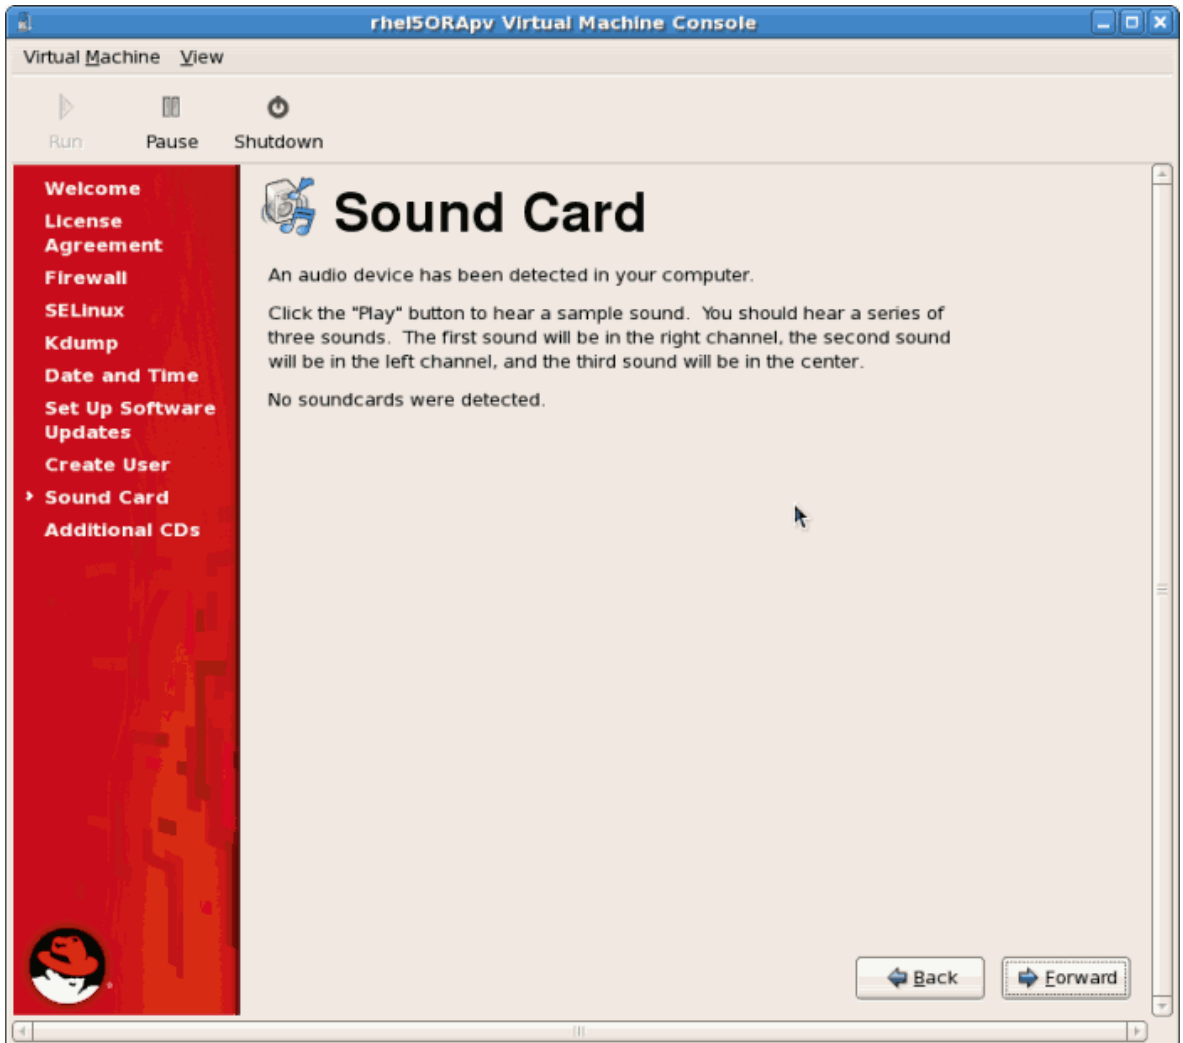 rhel5ORApv Virtual Machine Console
Virtual Machine View
Run Pause Shutdown
Welcome
License
Agreement
Firewall
SELinux
Kdump
Date and Time
Set Up Software
Updates
Create User
Sound Card
Additional CDs
Sound Card
An audio device has been detected in your computer.
Click the "Play" button to hear a sample sound. You should hear a series of
three sounds. The first sound will be in the right channel, the second sound
will be in the left channel, and the third sound will be in the center.
No soundcards were detected.
Back Forward